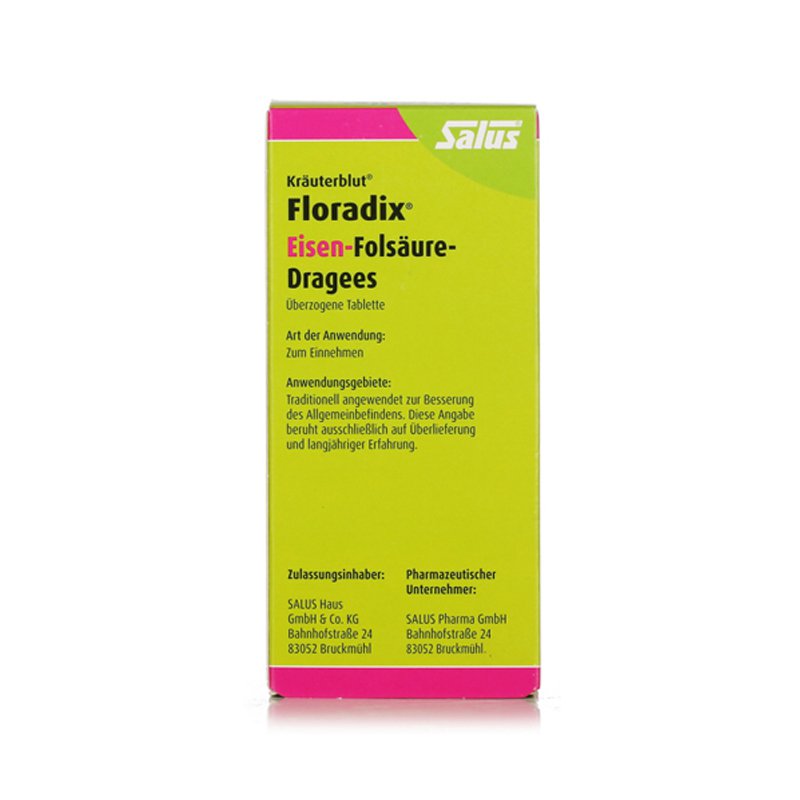 Salus®
Kräuterblut®
Floradix®
Eisen-Folsäure-
Dragees
Überzogene Tablette
Art der Anwendung:
Zum Einnehmen
Anwendungsgebiete:
Traditionell angewendet zur Besserung
des Allgemeinbefindens. Diese Angabe
beruht ausschließlich auf Überlieferung
und langjähriger Erfahrung.
Zulassungsinhaber:
SALUS Haus
GmbH & Co. KG
Bahnhofstraße 24
83052 Bruckmühl
Pharmazeutischer
Unternehmer:
SALUS Pharma GmbH
Bahnhofstraße 24
83052 Bruckmühl.